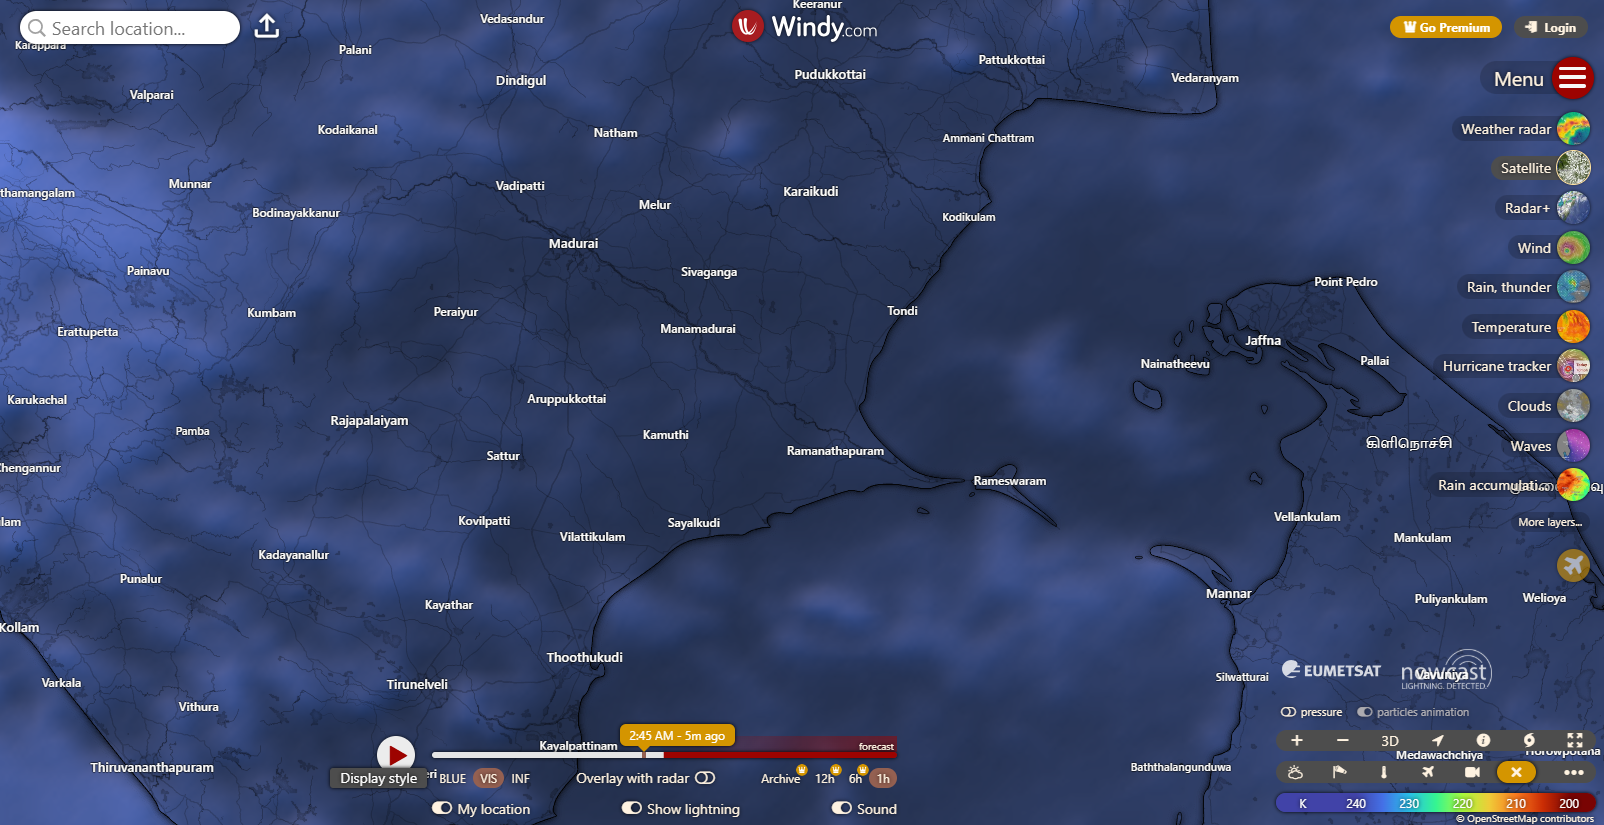 Search location...
Windy.com
Go Premium
Login
Menu
Weather radar
Satellite
Radar+
Wind
Rain, thunder
Temperature
Hurricane tracker
Clouds
Waves
Rain accumulati...
More layers...
Keeranur
Vedasandur
Karappara
Palani
Pattukkottai
Dindigul
Pudukkottai
Vedaranyam
Valparai
Kodaikanal
Natham
Ammani Chattram
Munnar
Vadipatti
Karaikudi
thamangalam
Bodinayakkanur
Melur
Kodikulam
Madurai
Painavu
Sivaganga
Point Pedro
Kumbam
Peraiyur
Tondi
Erattupetta
Manamadurai
Jaffna
Nainatheevu
Pallai
Karukachal
Aruppukkottai
Pamba
Rajapalaiyam
Kamuthi
கிளிநொச்சி
Chengannur
Sattur
Ramanathapuram
Rameswaram
lam
Kovilpatti
Sayalkudi
Vellankulam
Vilattikulam
Mankulam
Kadayanallur
Punalur
Kayathar
Mannar
Puliyankulam
Welioya
Kollam
Thoothukudi
Varkala
Tirunelveli
Silwatturai
Vavuniya
Vithura
Kayalpattinam
Thiruvananthapuram
Baththalangunduwa
Medawachchiya
Horowpotana
EUMETSAT
nowcast
LIGHTNING. DETECTED.
pressure
particles animation
3D
2:45 AM - 5m ago
forecast
Display style
eri
BLUE
VIS
INF
Overlay with radar
Archive
12h
6h
1h
My location
Show lightning
Sound
K 240 230 220 210 200
© OpenStreetMap contributors